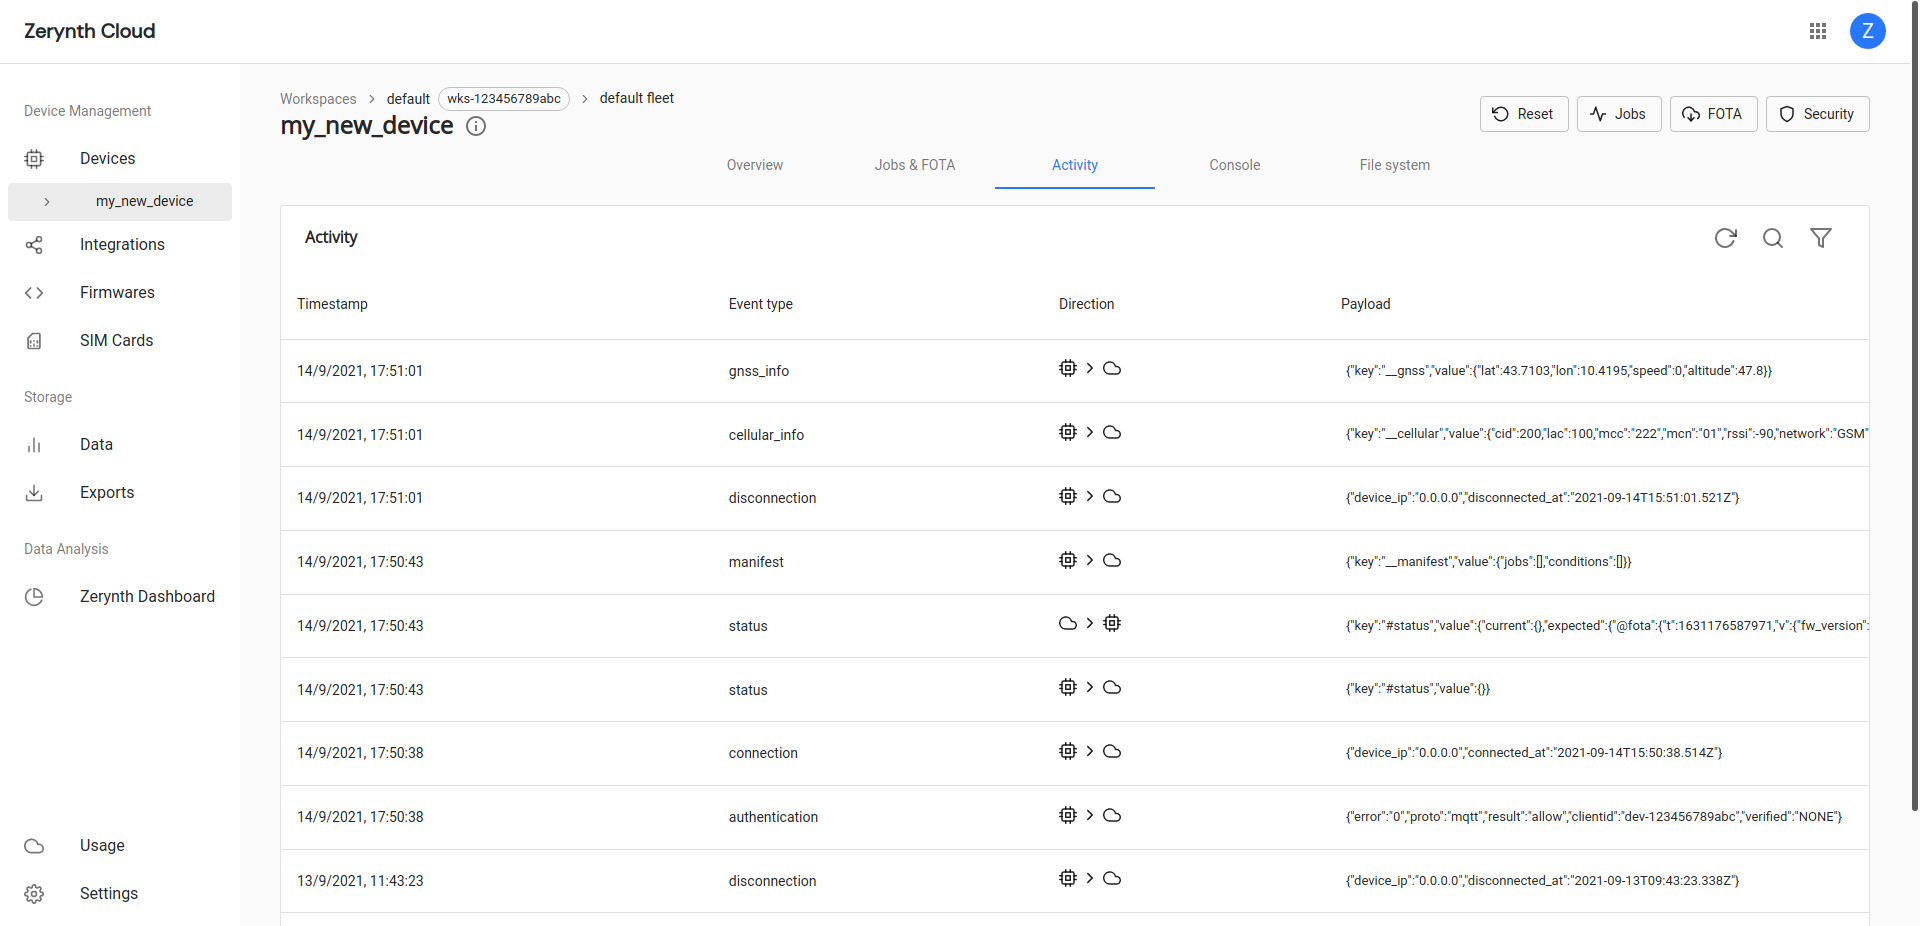 Zerynth Cloud
Z
Device Management
Devices
my_new_device
Integrations
Firmwares
SIM Cards
Storage
Data
Exports
Data Analysis
Zerynth Dashboard
Usage
Settings
Workspaces > default wks-123456789abc > default fleet
my_new_device
Reset Jobs FOTA Security
Overview Jobs & FOTA Activity Console File system
Activity
Timestamp Event type Direction Payload
14/9/2021, 17:51:01 gnss_info {"key":"__gnss","value":{"lat":43.7103,"lon":10.4195,"speed":0,"altitude":47.8}}
14/9/2021, 17:51:01 cellular_info {"key":"__cellular","value":{"cid":200,"lac":100,"mcc":"222","mcn":"01","rssi":-90,"network":"GSM"
14/9/2021, 17:51:01 disconnection {"device_ip":"0.0.0.0","disconnected_at":"2021-09-14T15:51:01.521Z"}
14/9/2021, 17:50:43 manifest {"key":"__manifest","value":{"jobs":[],"conditions":[]}}
14/9/2021, 17:50:43 status {"key":"#status","value":{"current":{},"expected":{"@fota":{"t":1631176587971,"v":{"fw_version":
14/9/2021, 17:50:43 status {"key":"#status","value":{}}
14/9/2021, 17:50:38 connection {"device_ip":"0.0.0.0","connected_at":"2021-09-14T15:50:38.514Z"}
14/9/2021, 17:50:38 authentication {"error":"0","proto":"mqtt","result":"allow","clientid":"dev-123456789abc","verified":"NONE"}
13/9/2021, 11:43:23 disconnection {"device_ip":"0.0.0.0","disconnected_at":"2021-09-13T09:43:23.338Z"}